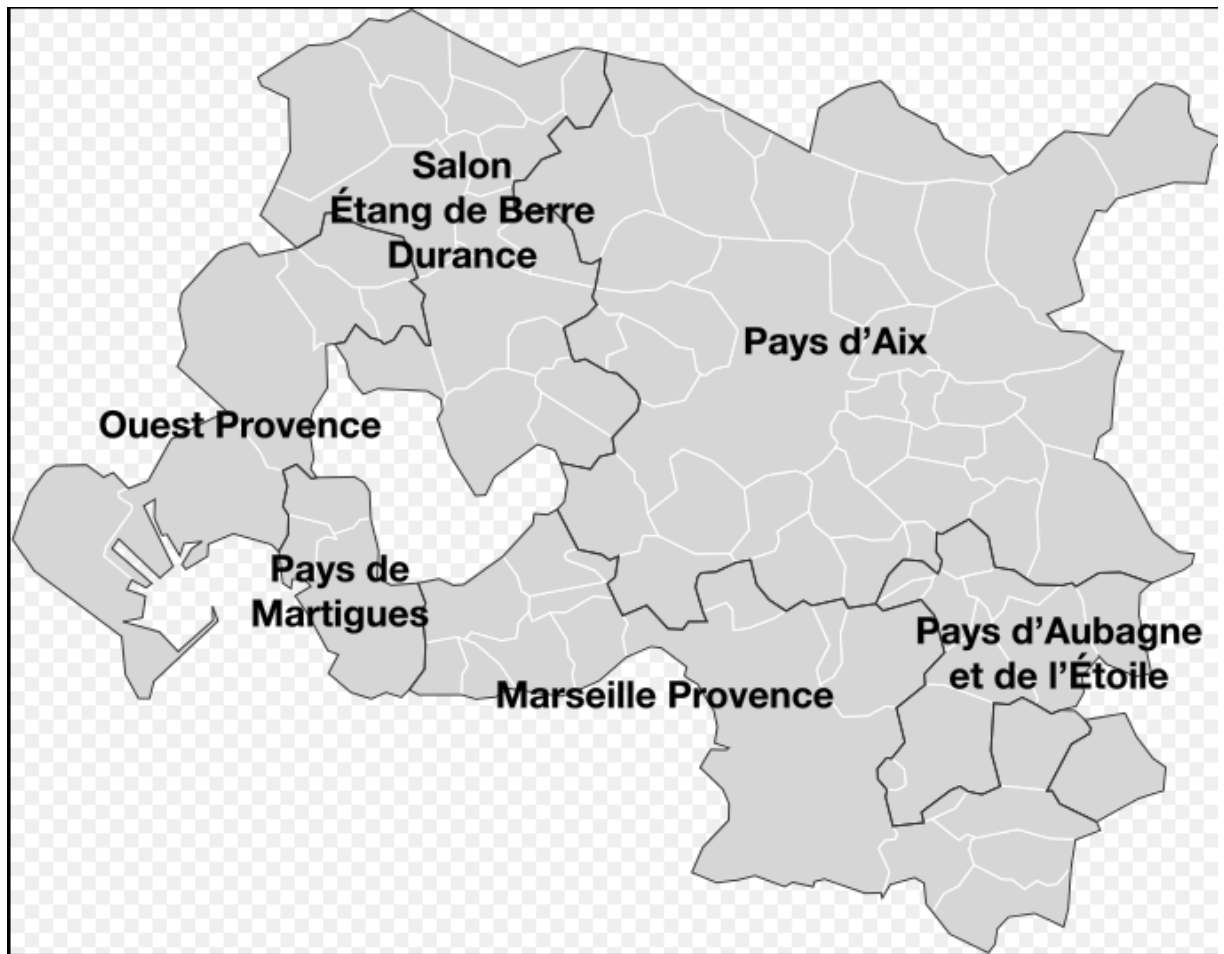 Salon
Étang de Berre
Durance
Pays d’Aix
Ouest Provence
Pays de
Martigues
Pays d’Aubagne
et de l’Étoile
Marseille Provence